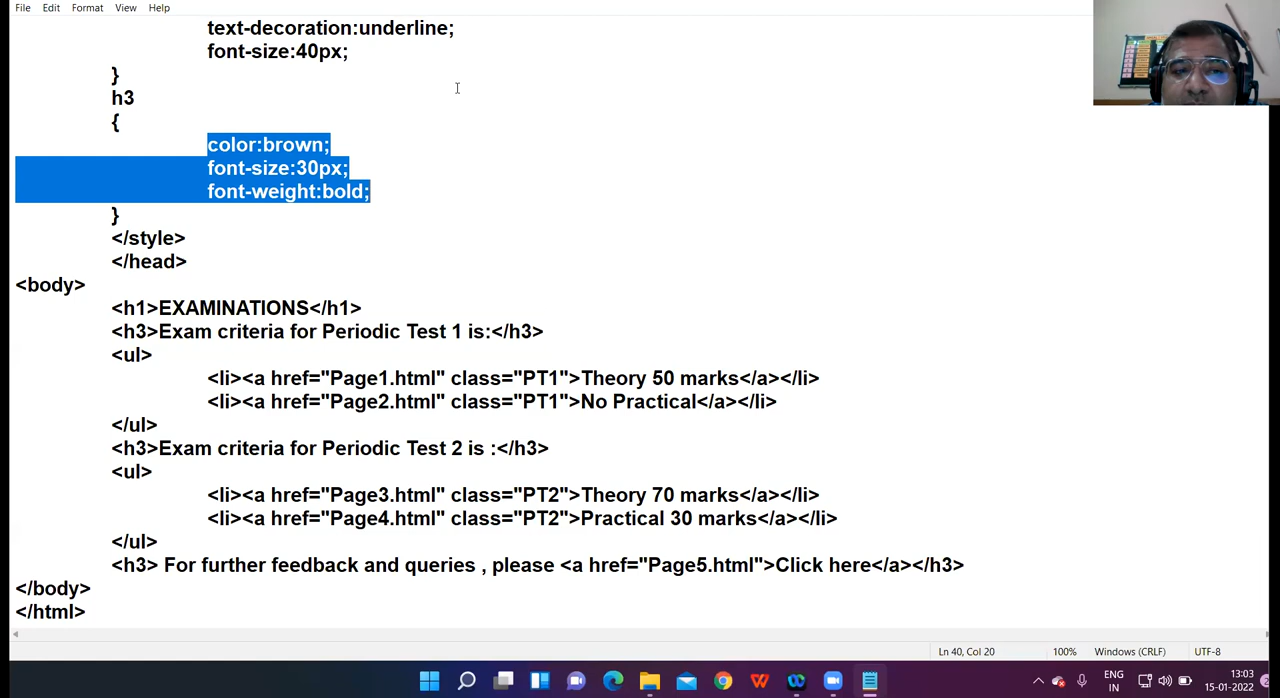 File Edit Format View Help
text-decoration:underline;
font-size:40px;
}
h3
{
color:brown;
font-size:30px;
font-weight:bold;
}
</style>
</head>
<body>
<h1>EXAMINATIONS</h1>
<h3>Exam criteria for Periodic Test 1 is:</h3>
<ul>
<li><a href="Page1.html" class="PT1">Theory 50 marks</a></li>
<li><a href="Page2.html" class="PT1">No Practical</a></li>
</ul>
<h3>Exam criteria for Periodic Test 2 is :</h3>
<ul>
<li><a href="Page3.html" class="PT2">Theory 70 marks</a></li>
<li><a href="Page4.html" class="PT2">Practical 30 marks</a></li>
</ul>
<h3> For further feedback and queries , please <a href="Page5.html">Click here</a></h3>
</body>
</html>
Ln 40, Col 20 100% Windows (CRLF) UTF-8
ENG 13:03
IN 15-01-2022